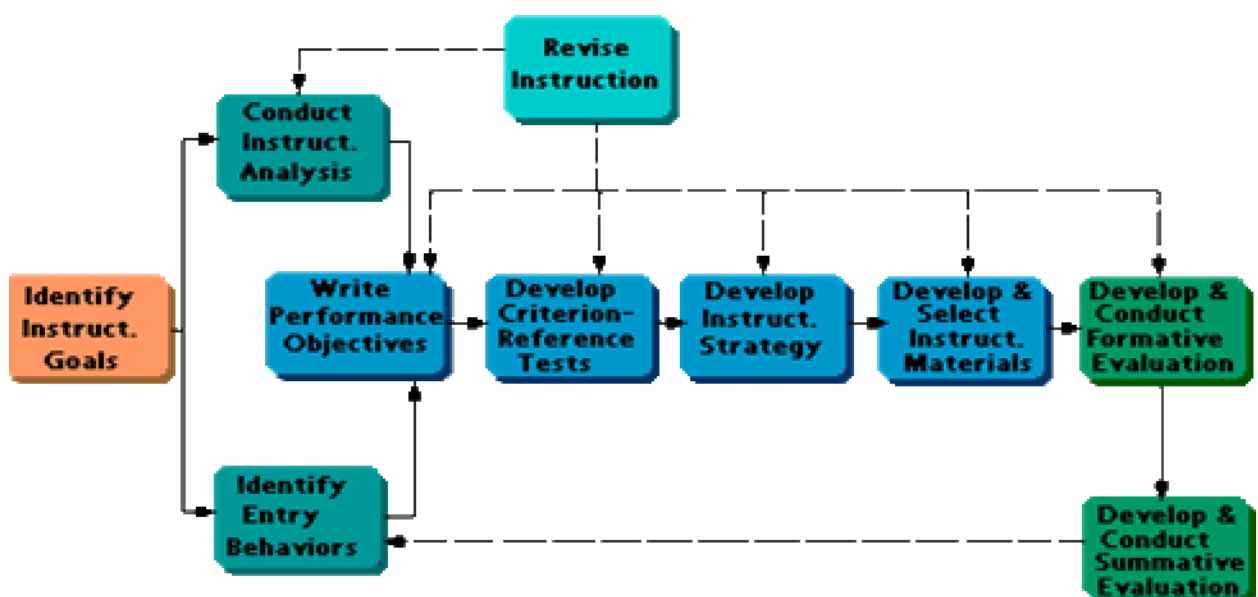 Revise
Instruction
Conduct
Instruct.
Analysis
Identify
Instruct.
Goals
Write
Performance
Objectives
Develop
Criterion-
Reference
Tests
Develop
Instruct.
Strategy
Develop &
Select
Instruct.
Materials
Develop &
Conduct
Formative
Evaluation
Identify
Entry
Behaviors
Develop &
Conduct
Summative
Evaluation